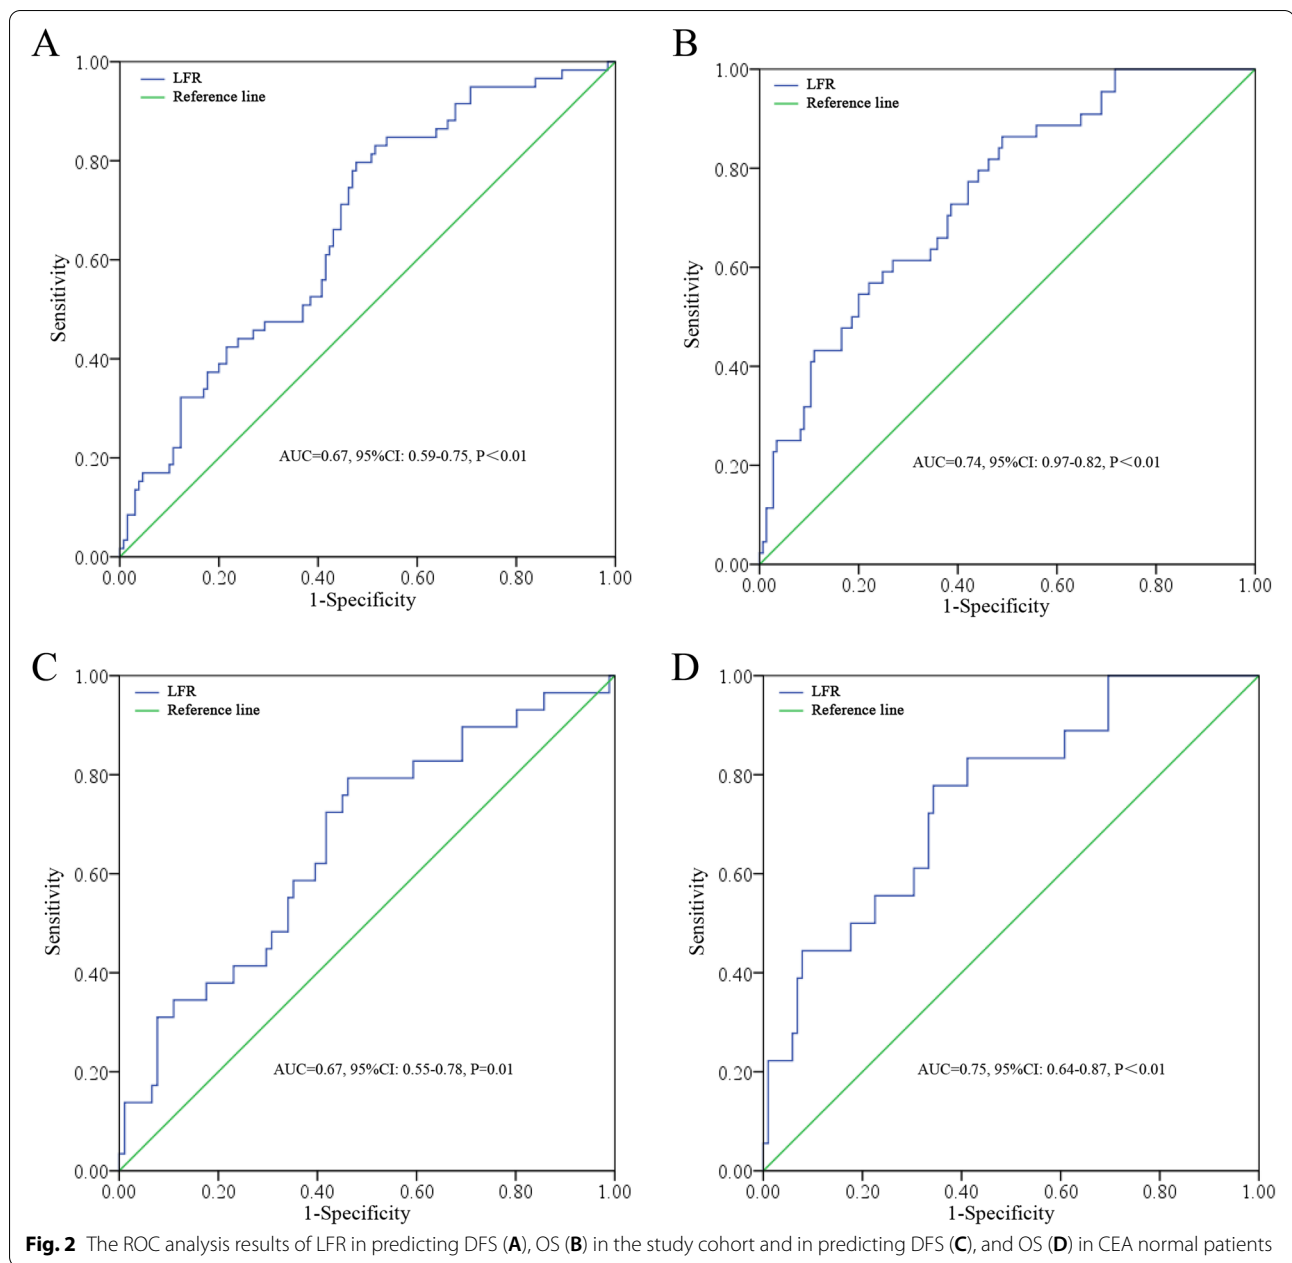 A
1.00
0.80
0.60
0.40
0.20
0.00
Sensitivity
LFR
Reference line
AUC=0.67, 95%CI: 0.59-0.75, P<0.01
0.00 0.20 0.40 0.60 0.80 1.00
1-Specificity
B
1.00
0.80
0.60
0.40
0.20
0.00
Sensitivity
LFR
Reference line
AUC=0.74, 95%CI: 0.97-0.82, P<0.01
0.00 0.20 0.40 0.60 0.80 1.00
1-Specificity
C
1.00
0.80
0.60
0.40
0.20
0.00
Sensitivity
LFR
Reference line
AUC=0.67, 95%CI: 0.55-0.78, P=0.01
0.00 0.20 0.40 0.60 0.80 1.00
1-Specificity
D
1.00
0.80
0.60
0.40
0.20
0.00
Sensitivity
LFR
Reference line
AUC=0.75, 95%CI: 0.64-0.87, P<0.01
0.00 0.20 0.40 0.60 0.80 1.00
1-Specificity
Fig. 2 The ROC analysis results of LFR in predicting DFS (A), OS (B) in the study cohort and in predicting DFS (C), and OS (D) in CEA normal patients